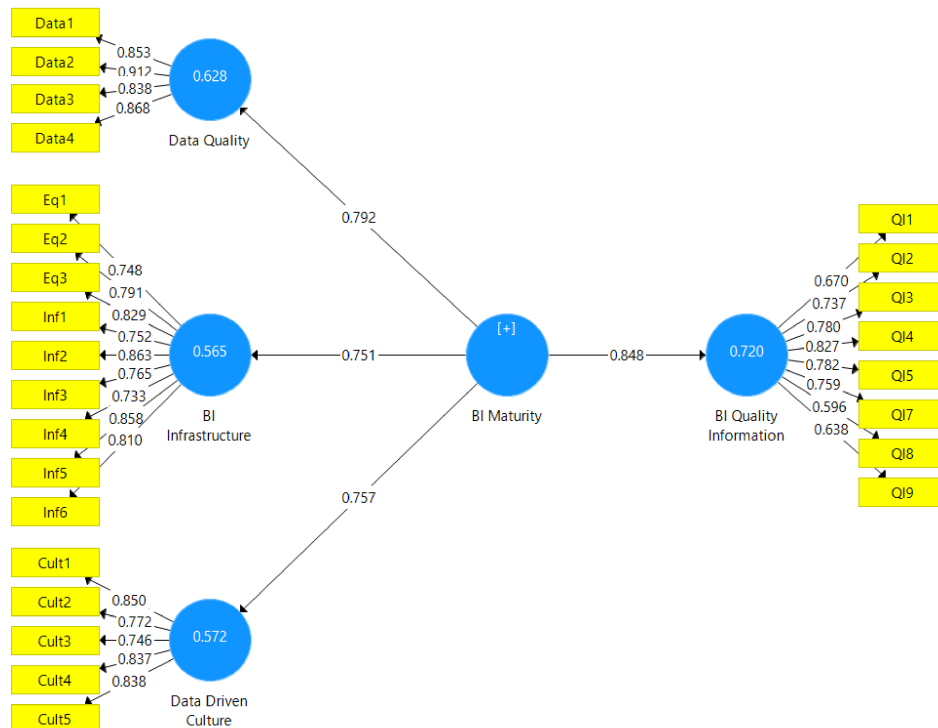 Data1
Data2
Data3
Data4
0.853
0.912
0.838
0.868
0.628
Data Quality
0.792
Eq1
Eq2
Eq3
Inf1
Inf2
Inf3
Inf4
Inf5
Inf6
0.748
0.791
0.829
0.752
0.863
0.765
0.733
0.858
0.810
0.565
BI
Infrastructure
0.751
[+]
BI Maturity
0.848
0.720
BI Quality
Information
0.670
0.737
0.780
0.827
0.782
0.759
0.596
0.638
QI1
QI2
QI3
QI4
QI5
QI7
QI8
QI9
0.757
Cult1
Cult2
Cult3
Cult4
Cult5
0.850
0.772
0.746
0.837
0.838
0.572
Data Driven
Culture